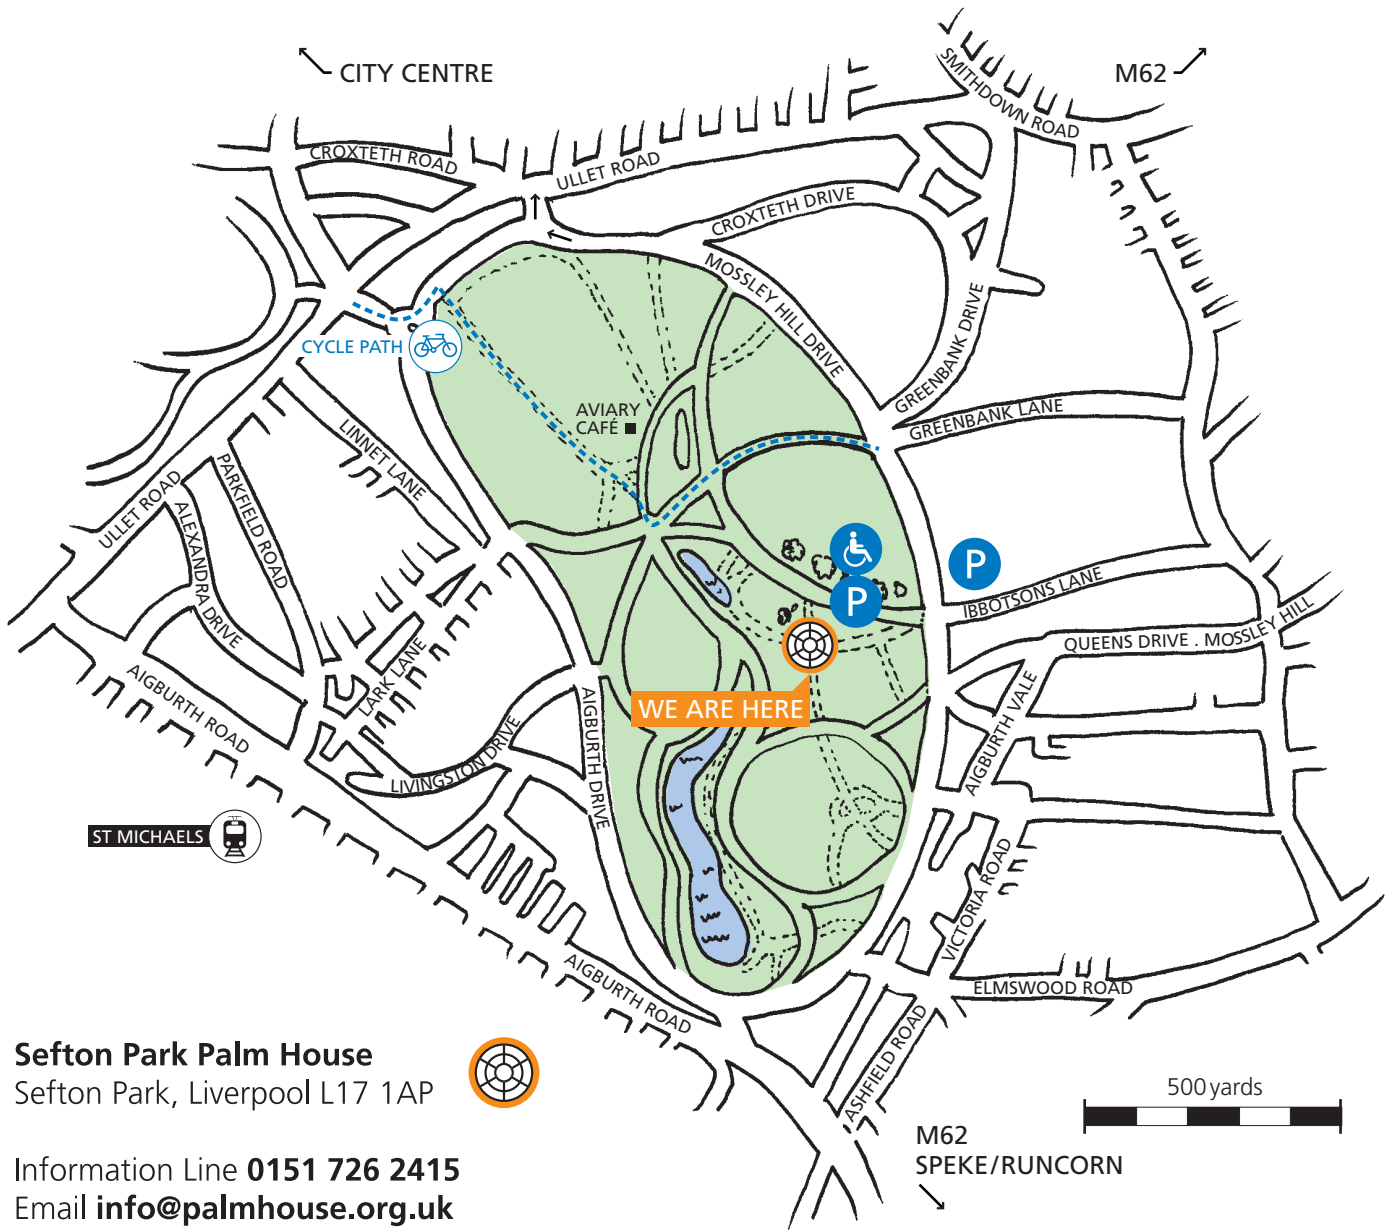 CITY CENTRE
M62
SMITHDOWN ROAD
CROXTETH ROAD
ULLET ROAD
CROXTETH DRIVE
MOSSLEY HILL DRIVE
GREENBANK DRIVE
CYCLE PATH
AVIARY
CAFÉ
GREENBANK DRIVE
GREENBANK LANE
LINNET LANE
ULLET ROAD
PARKFIELD ROAD
ALEXANDRA DRIVE
P
IBBOTSONS LANE
P
QUEENS DRIVE . MOSSLEY HILL
LARK LANE
AIGBURTH ROAD
WE ARE HERE
AIGBURTH VALE
AIGBURTH DRIVE
LIVINGSTON DRIVE
ST MICHAELS
VICTORIA ROAD
AIGBURTH ROAD
ELMSWOOD ROAD
ASHFIELD ROAD
Sefton Park Palm House
Sefton Park, Liverpool L17 1AP
500 yards
M62
SPEKE/RUNCORN
Information Line 0151 726 2415
Email info@palmhouse.org.uk